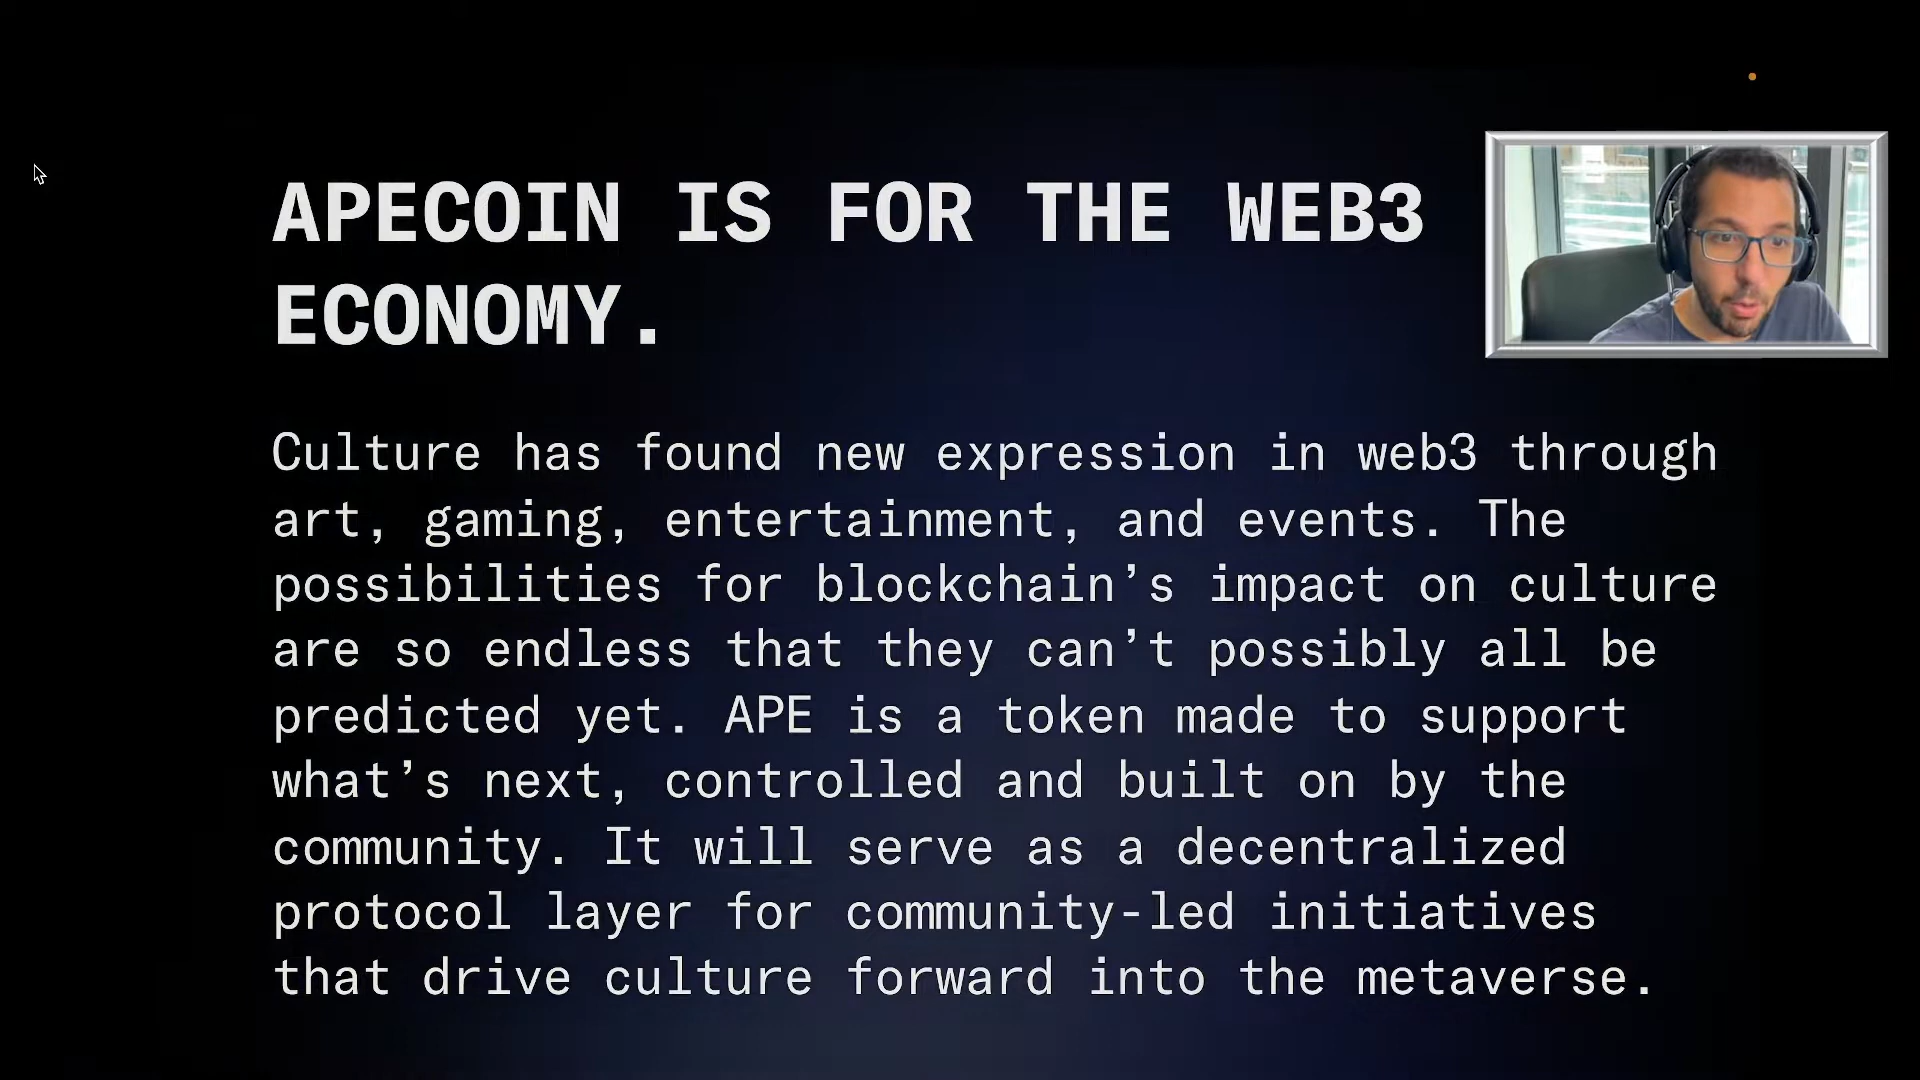 APECOIN IS FOR THE WEB3
ECONOMY.
Culture has found new expression in web3 through
art, gaming, entertainment, and events. The
possibilities for blockchain’s impact on culture
are so endless that they can’t possibly all be
predicted yet. APE is a token made to support
what’s next, controlled and built on by the
community. It will serve as a decentralized
protocol layer for community-led initiatives
that drive culture forward into the metaverse.